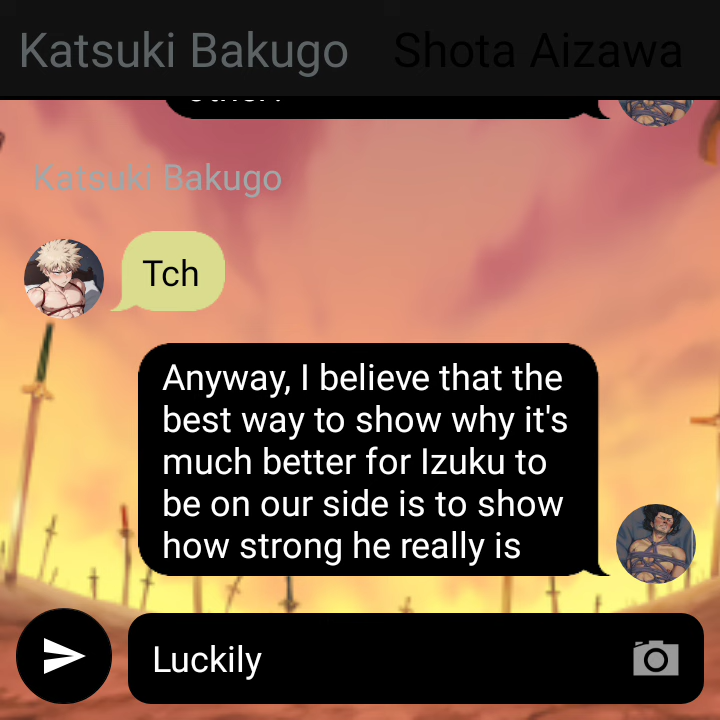 Katsuki Bakugo Shota Aizawa
Katsuki Bakugo
Tch
Anyway, I believe that the
best way to show why it's
much better for Izuku to
be on our side is to show
how strong he really is
Luckily